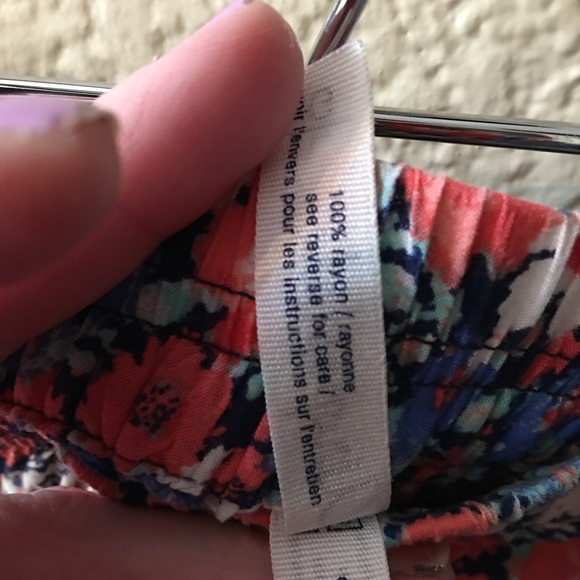 100% rayon / rayonne
see reverse for care /
l'envers pour les instructions sur l'entretien